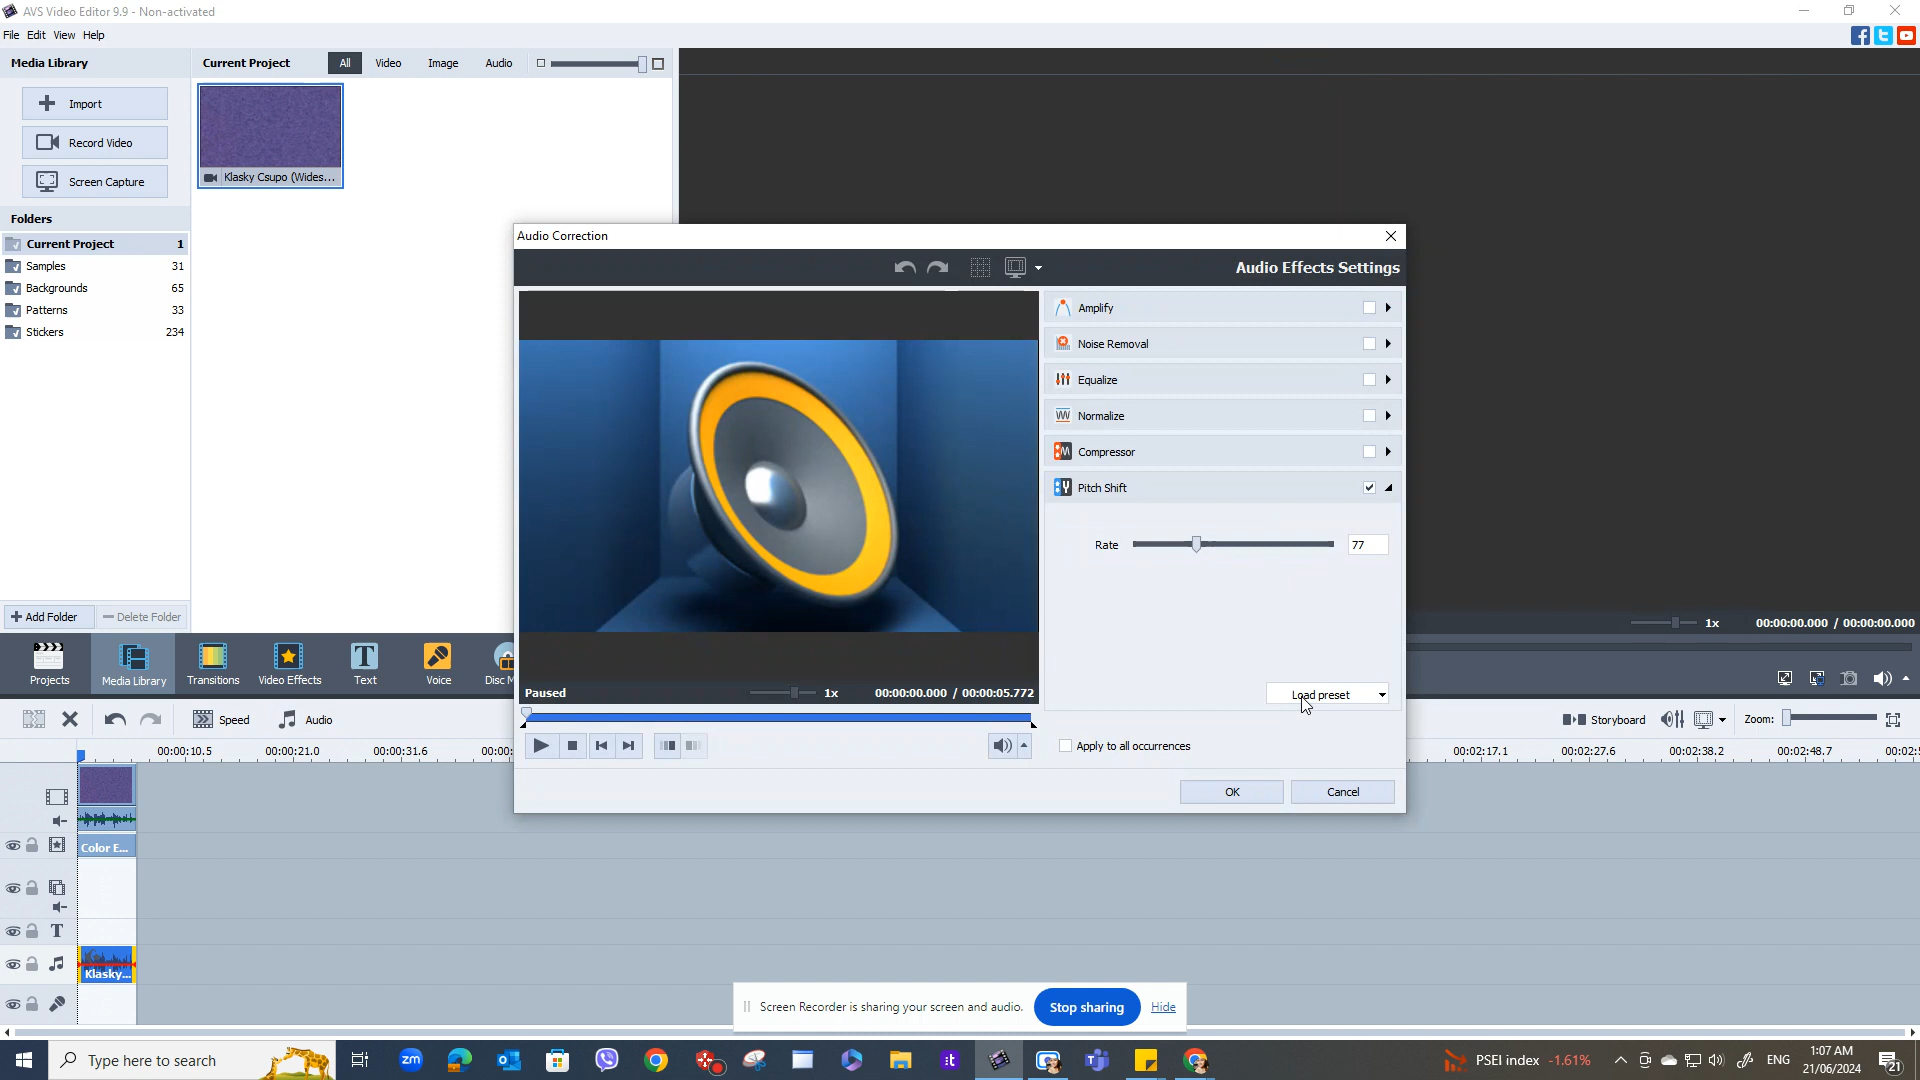 AVS Video Editor 9.9 - Non-activated
File Edit View Help
Media Library
Current Project All Video Image Audio
Import
Record Video
Screen Capture
Klasky Csupo (Wides...
Folders
Current Project 1
Samples 31
Backgrounds 65
Patterns 33
Stickers 234
Add Folder Delete Folder
Audio Correction
Audio Effects Settings
Amplify
Noise Removal
Equalize
Normalize
Compressor
Pitch Shift
Rate 77
Load preset
Paused 1x 00:00:00.000 / 00:00:05.772
Apply to all occurrences
OK Cancel
1x 00:00:00.000 / 00:00:00.000
Projects Media Library Transitions Video Effects Text Voice Disc M
Speed Audio Storyboard Zoom:
00:00:10.5 00:00:21.0 00:00:31.6 00:00: 00:02:17.1 00:02:27.6 00:02:38.2 00:02:48.7 00:02:5
Color E...
T
Klasky...
Screen Recorder is sharing your screen and audio. Stop sharing Hide
Type here to search
zm
PSEI index -1.61% ENG 1:07 AM
21/06/2024
21